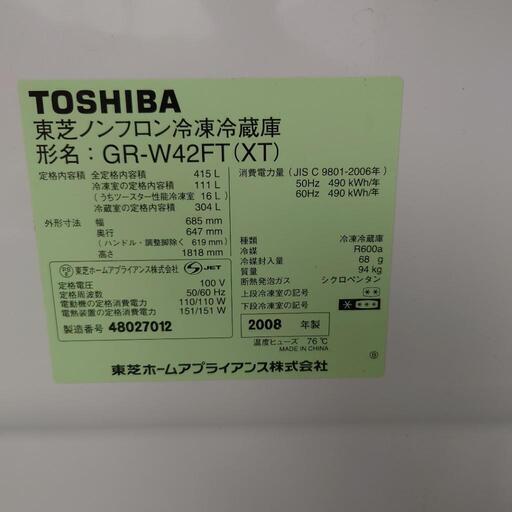 TOSHIBA
東芝ノンフロン冷凍冷蔵庫
形名：GR-W42FT(XT)
定格内容積 全定格内容積 415 L
冷凍室の定格内容積 111 L
(うちツースター性能冷凍室 16 L)
冷蔵室の定格内容積 304 L
外形寸法 幅 685 mm
奥行 647 mm
(ハンドル・調整脚除く 619 mm)
高さ 1818 mm
消費電力量 (JIS C 9801-2006年)
50Hz 490 kWh/年
60Hz 490 kWh/年
種類 冷凍冷蔵庫
冷媒 R600a
冷媒封入量 68 g
質量 94 kg
断熱発泡ガス シクロペンタン
上段冷凍室の記号
下段冷凍室の記号
PS E 東芝ホームアプライアンス株式会社 S JET
定格電圧 100 V
定格周波数 50/60 Hz
電動機の定格消費電力 110/110 W
電熱装置の定格消費電力 151/151 W
製造番号 48027012
2008 年製
温度ヒューズ 76℃
MADE IN CHINA
B
東芝ホームアプライアンス株式会社